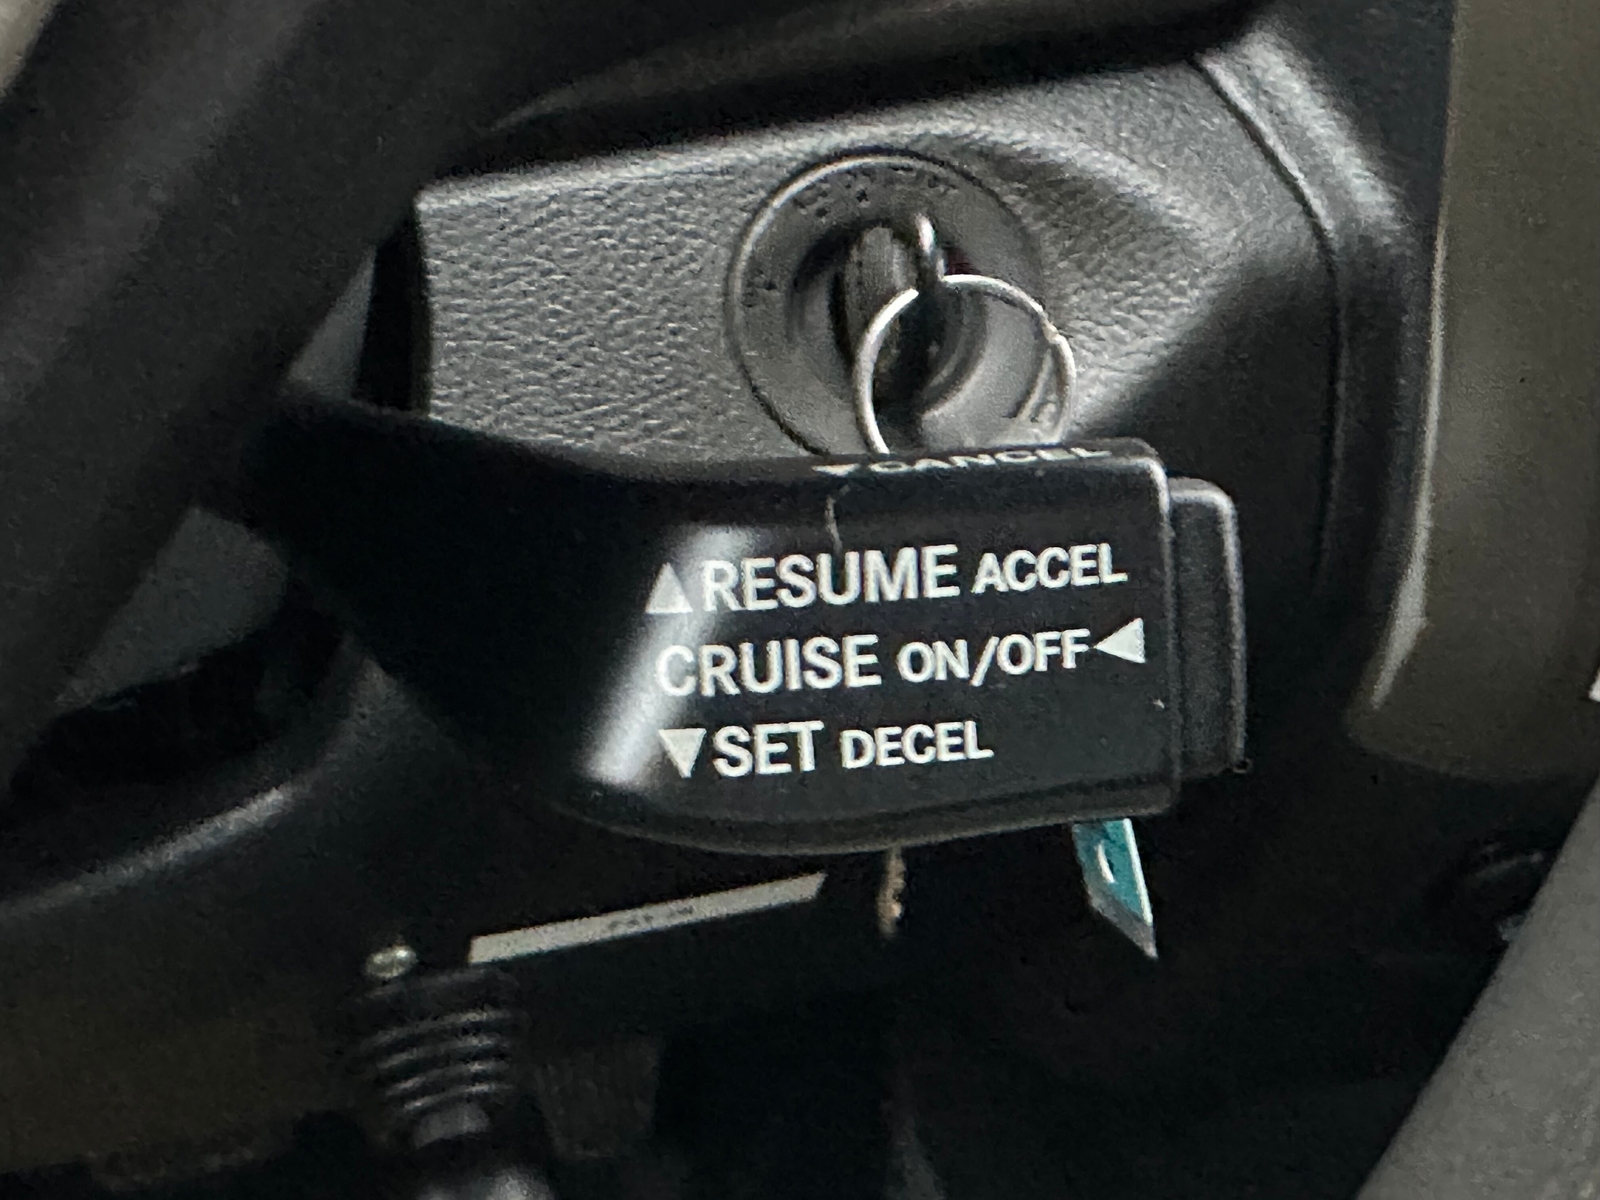 ▼CANCEL
▲RESUME ACCEL
CRUISE ON/OFF◀
▼SET DECEL